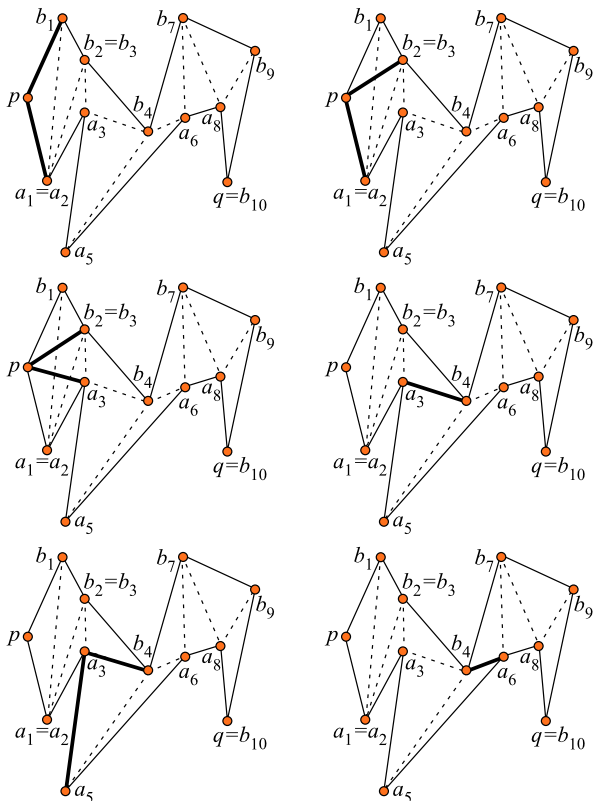 b₁ b₂=b₃ b₇ b₉ p a₃ b₄ a₆ a₈ a₁=a₂ q=b₁₀ a₅
b₁ b₂=b₃ b₇ b₉ p a₃ b₄ a₆ a₈ a₁=a₂ q=b₁₀ a₅
b₁ b₂=b₃ b₇ b₉ p a₃ b₄ a₆ a₈ a₁=a₂ q=b₁₀ a₅
b₁ b₂=b₃ b₇ b₉ p a₃ b₄ a₆ a₈ a₁=a₂ q=b₁₀ a₅
b₁ b₂=b₃ b₇ b₉ p a₃ b₄ a₆ a₈ a₁=a₂ q=b₁₀ a₅
b₁ b₂=b₃ b₇ b₉ p a₃ b₄ a₆ a₈ a₁=a₂ q=b₁₀ a₅